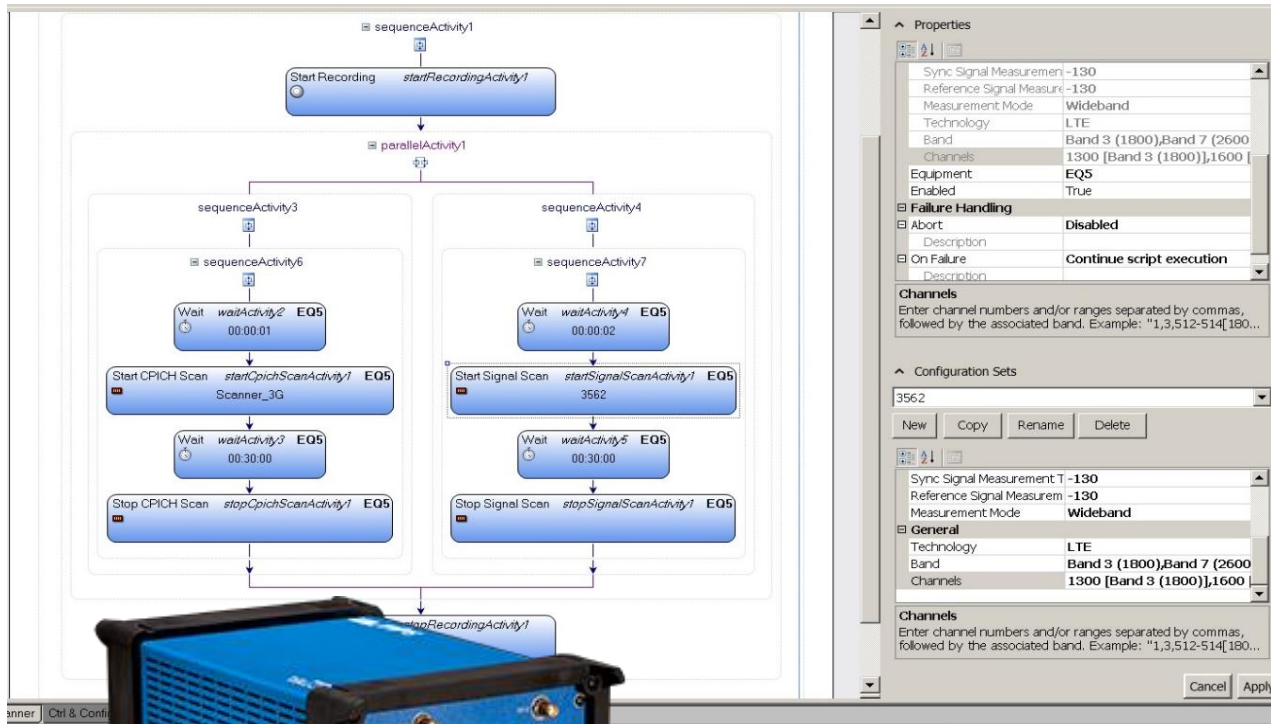 sequenceActivity1
Start Recording startRecordingActivity1
parallelActivity1
sequenceActivity3
sequenceActivity4
sequenceActivity6
sequenceActivity7
Wait waitActivity2 EQ5
00:00:01
Wait waitActivity4 EQ5
00:00:02
Start CPICH Scan startCpichScanActivity1 EQ5
Scanner_3G
Start Signal Scan startSignalScanActivity1 EQ5
3562
Wait waitActivity3 EQ5
00:30:00
Wait waitActivity5 EQ5
00:30:00
Stop CPICH Scan stopCpichScanActivity1 EQ5
Stop Signal Scan stopSignalScanActivity1 EQ5
stopRecordingActivity1
anner
Ctrl & Confi
Properties
Sync Signal Measuremen -130
Reference Signal Measure -130
Measurement Mode Wideband
Technology LTE
Band Band 3 (1800),Band 7 (2600
Channels 1300 [Band 3 (1800)],1600 [
Equipment EQ5
Enabled True
Failure Handling
Abort Disabled
Description
On Failure Continue script execution
Description
Channels
Enter channel numbers and/or ranges separated by commas,
followed by the associated band. Example: "1,3,512-514[180...
Configuration Sets
3562
New Copy Rename Delete
Sync Signal Measurement T -130
Reference Signal Measurem -130
Measurement Mode Wideband
General
Technology LTE
Band Band 3 (1800),Band 7 (2600
Channels 1300 [Band 3 (1800)],1600 [
Channels
Enter channel numbers and/or ranges separated by commas,
followed by the associated band. Example: "1,3,512-514[180...
Cancel Apply